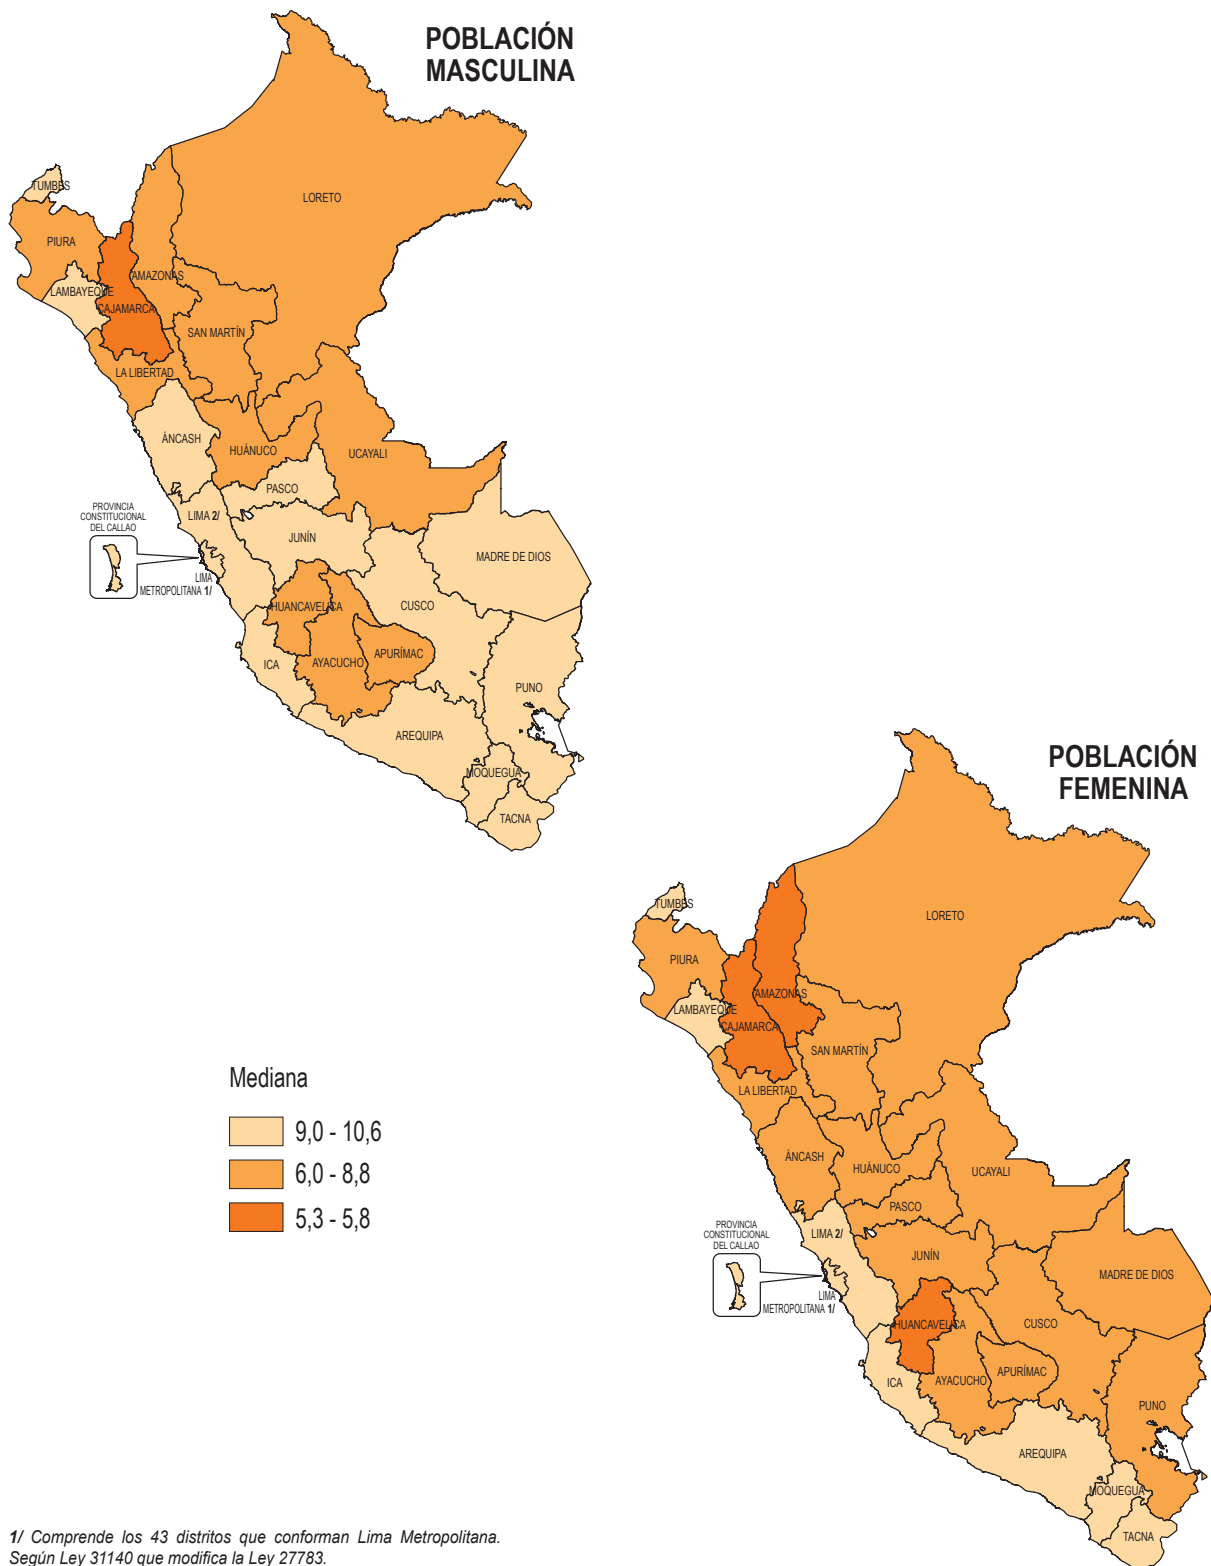 POBLACIÓN
MASCULINA
LORETO
TUMBES
PIURA
AMAZONAS
LAMBAYEQUE
CAJAMARCA
SAN MARTÍN
LA LIBERTAD
ÁNCASH
HUÁNUCO
UCAYALI
PASCO
PROVINCIA
CONSTITUCIONAL
DEL CALLAO
LIMA 2/
JUNÍN
MADRE DE DIOS
LIMA
METROPOLITANA 1/
HUANCAVELICA
CUSCO
ICA
AYACUCHO
APURÍMAC
PUNO
AREQUIPA
MOQUEGUA
TACNA
POBLACIÓN
FEMENINA
LORETO
TUMBES
PIURA
AMAZONAS
LAMBAYEQUE
CAJAMARCA
SAN MARTÍN
LA LIBERTAD
ÁNCASH
HUÁNUCO
UCAYALI
PASCO
PROVINCIA
CONSTITUCIONAL
DEL CALLAO
LIMA 2/
JUNÍN
MADRE DE DIOS
LIMA
METROPOLITANA 1/
HUANCAVELICA
CUSCO
ICA
AYACUCHO
APURÍMAC
PUNO
AREQUIPA
MOQUEGUA
TACNA
Mediana
9,0 - 10,6
6,0 - 8,8
5,3 - 5,8
1/ Comprende los 43 distritos que conforman Lima Metropolitana.
Según Ley 31140 que modifica la Ley 27783.